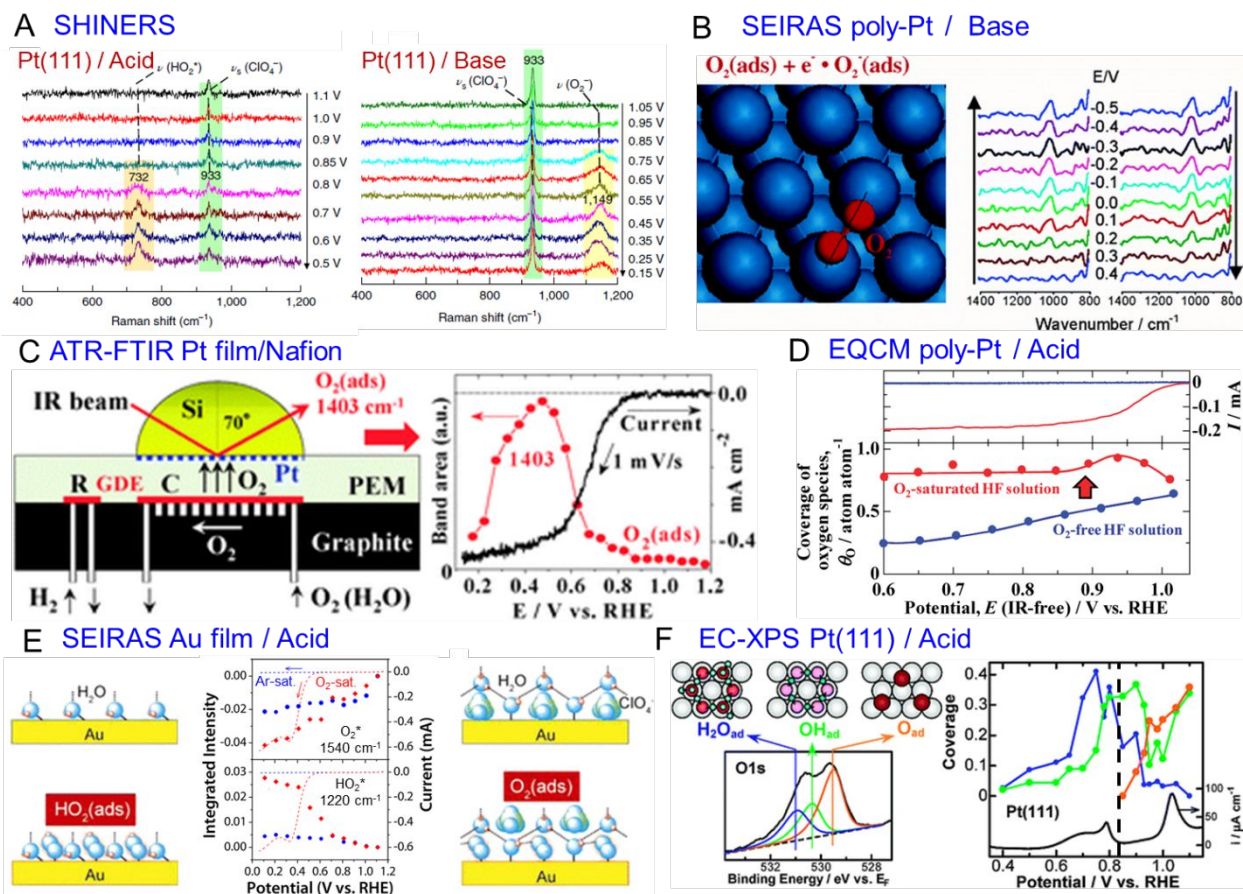 A SHINERS
Pt(111) / Acid
ν (HO₂*)
νₛ (ClO₄⁻)
1.1 V
1.0 V
0.9 V
0.85 V
0.8 V
0.7 V
0.6 V
0.5 V
732
933
400 600 800 1,000 1,200
Raman shift (cm⁻¹)
Pt(111) / Base
933
νₛ (ClO₄⁻)
ν (O₂⁻)
1.05 V
0.95 V
0.85 V
0.75 V
0.65 V
0.55 V
0.45 V
0.35 V
0.25 V
0.15 V
1,149
400 600 800 1,000 1,200
Raman shift (cm⁻¹)
B SEIRAS poly-Pt / Base
O₂(ads) + e⁻ • O₂⁻(ads)
O₂
E/V
-0.5
-0.4
-0.3
-0.2
-0.1
0.0
0.1
0.2
0.3
0.4
1400 1200 1000 800 1400 1200 1000 800
Wavenumber / cm⁻¹
C ATR-FTIR Pt film/Nafion
IR beam
Si
70°
O₂(ads)
1403 cm⁻¹
Pt
R GDE C O₂ PEM
O₂ Graphite
H₂ O₂ (H₂O)
Band area (a.u.)
Current
1 mV/s
1403
O₂(ads)
0.0
-2
-0.4
mA cm
0
0.2 0.4 0.6 0.8 1.0 1.2
E / V vs. RHE
D EQCM poly-Pt / Acid
0
-0.1
-0.2
I / mA
Coverage of
oxygen species,
θ_O / atom atom⁻¹
1.0
0.5
0
O₂-saturated HF solution
O₂-free HF solution
0.6 0.7 0.8 0.9 1.0
Potential, E (IR-free) / V vs. RHE
E SEIRAS Au film / Acid
H₂O
Au
HO₂(ads)
Au
Integrated Intensity
0.00
-0.02
-0.04
Ar-sat. O₂-sat.
O₂*
1540 cm⁻¹
0.0
-0.2
-0.4
-0.6
0.03
0.02
0.01
0.00
HO₂*
1220 cm⁻¹
0.0
-0.2
-0.4
-0.6
Current (mA)
0.1 0.3 0.5 0.7 0.9 1.1
Potential (V vs. RHE)
H₂O
ClO₄⁻
Au
O₂(ads)
Au
F EC-XPS Pt(111) / Acid
H₂O_ad OH_ad O_ad
O1s
531 530 528
Binding Energy / eV vs. E_F
Coverage
0.4
0.3
0.2
0.1
0.0
Pt(111)
100
50
0
i / μA cm⁻¹
0.4 0.6 0.8 1.0
Potential / V vs. RHE